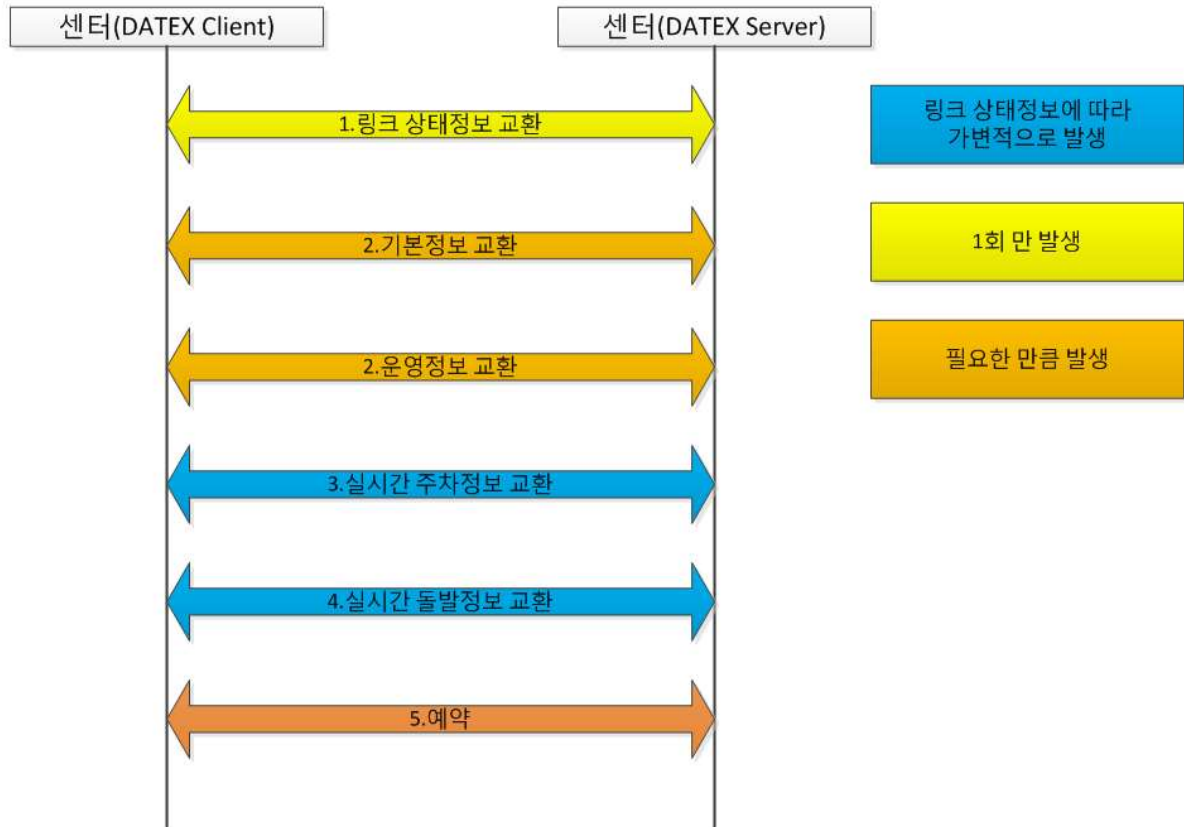 센터(DATEX Client)
센터(DATEX Server)
1.링크 상태정보 교환
링크 상태정보에 따라
가변적으로 발생
2.기본정보 교환
1회 만 발생
2.운영정보 교환
필요한 만큼 발생
3.실시간 주차정보 교환
4.실시간 돌발정보 교환
5.예약